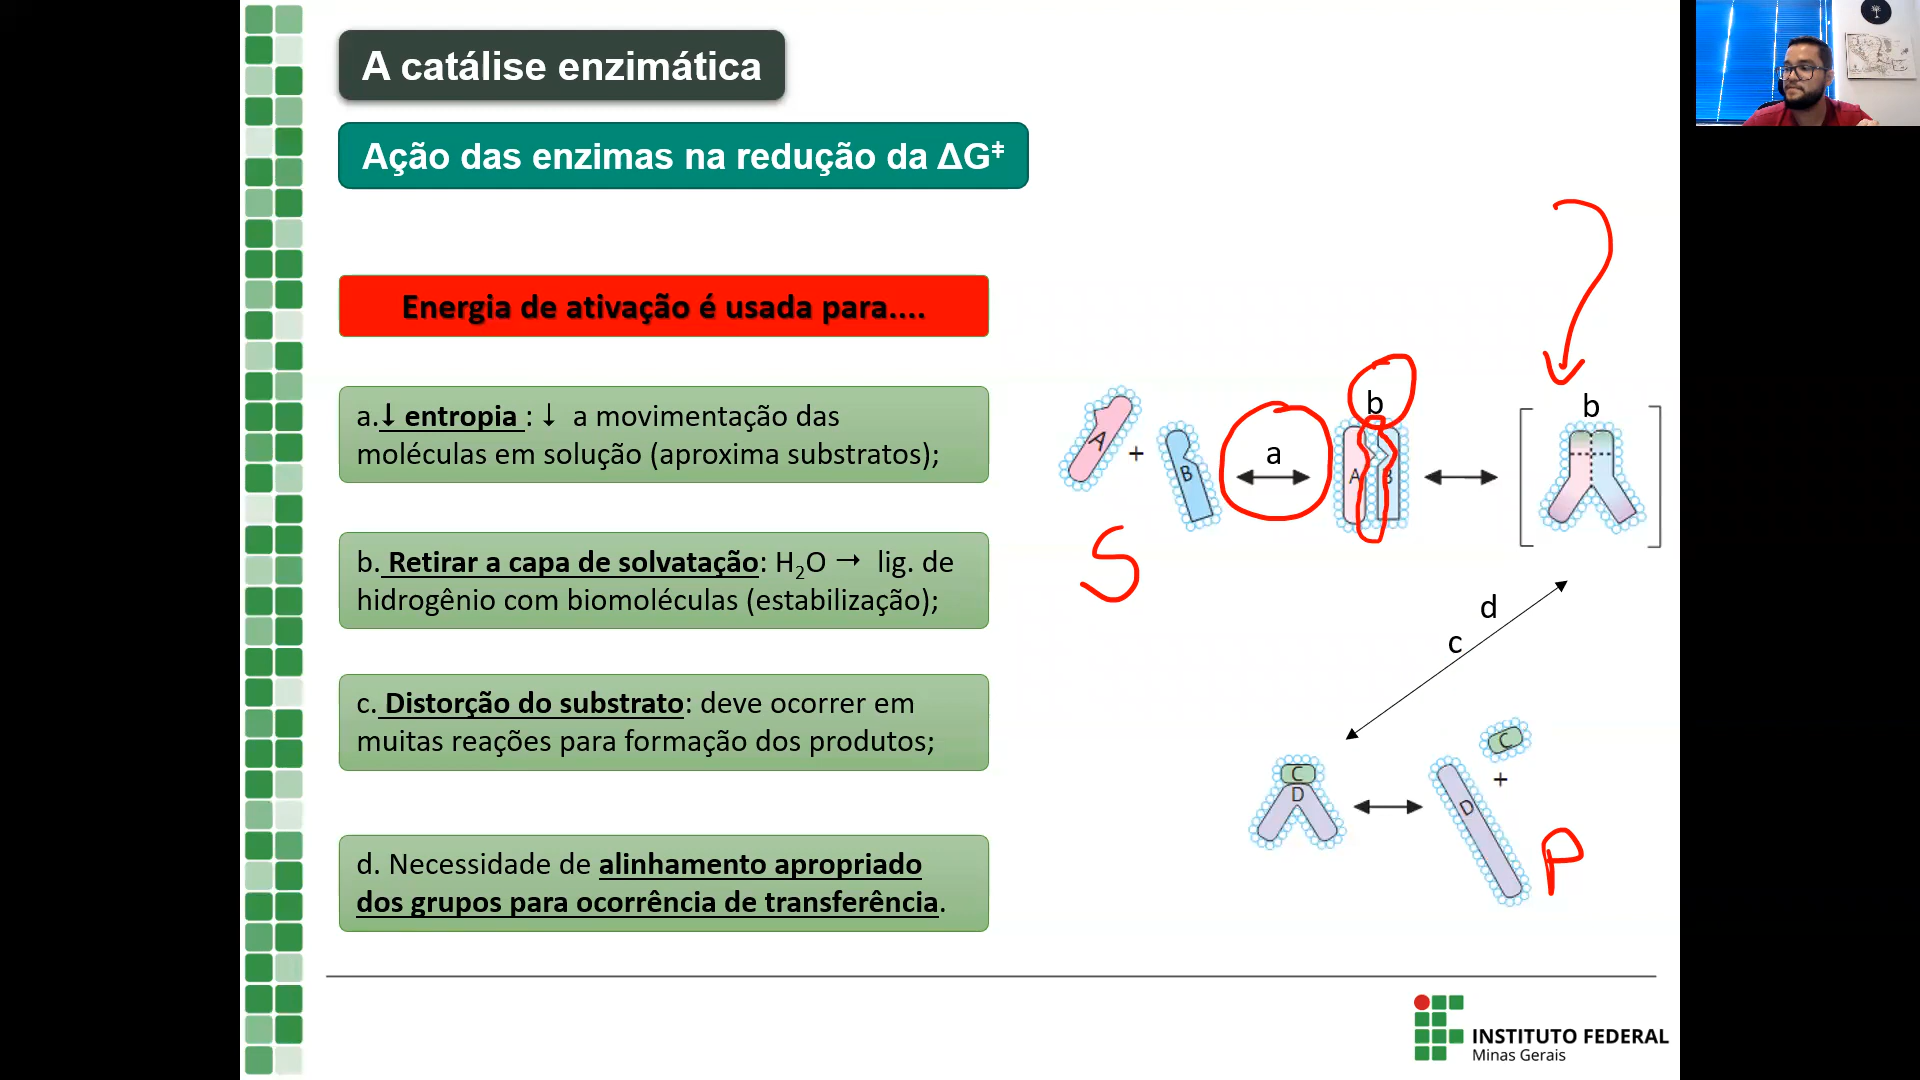 A catálise enzimática
Ação das enzimas na redução da ΔG‡
Energia de ativação é usada para....
a.↓ entropia : ↓ a movimentação das
moléculas em solução (aproxima substratos);
b. Retirar a capa de solvatação: H₂O → lig. de
hidrogênio com biomoléculas (estabilização);
c. Distorção do substrato: deve ocorrer em
muitas reações para formação dos produtos;
d. Necessidade de alinhamento apropriado
dos grupos para ocorrência de transferência.
A
+
B
a
b
A
B
b
S
d
c
C
D
C
+
D
P
INSTITUTO FEDERAL
Minas Gerais